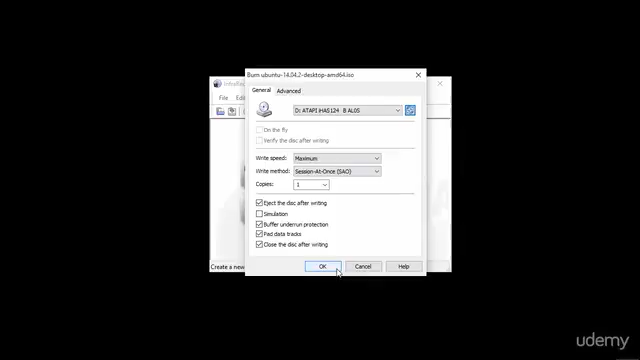 Burn ubuntu-14.04.2-desktop-amd64.iso
General Advanced
File
D: ATAPI iHAS124 B AL0S
On the fly
Verify the disc after writing
Write speed: Maximum
Write method: Session-At-Once (SAO)
Copies: 1
Eject the disc after writing
Simulation
Buffer underrun protection
Pad data tracks
Close the disc after writing
OK Cancel Help
Create a new
udemy